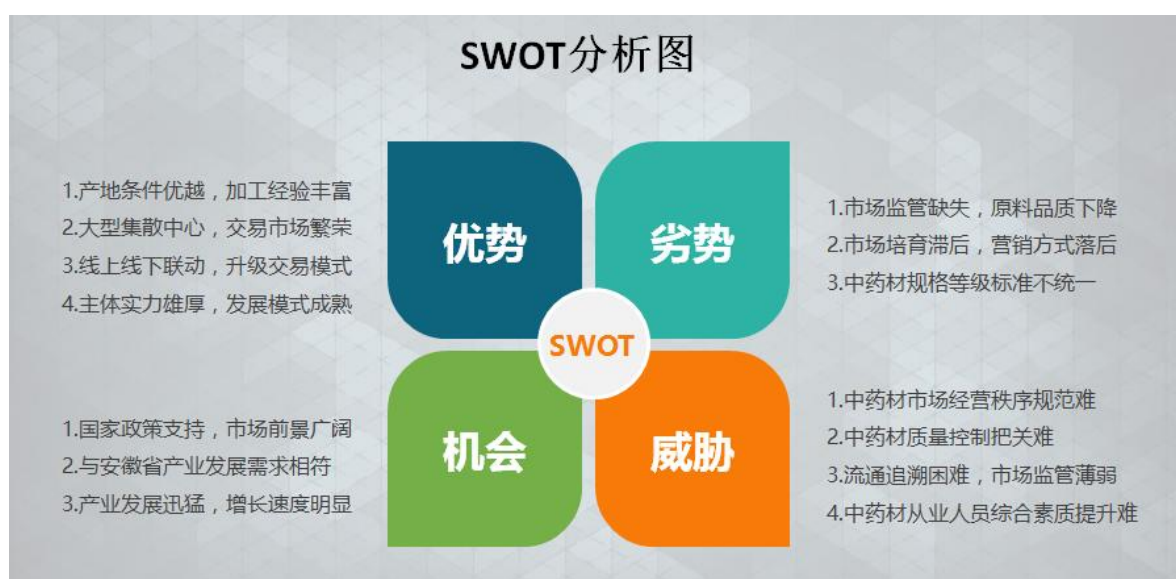 SWOT分析图
1.产地条件优越，加工经验丰富
2.大型集散中心，交易市场繁荣
3.线上线下联动，升级交易模式
4.主体实力雄厚，发展模式成熟
优势
劣势
1.市场监管缺失，原料品质下降
2.市场培育滞后，营销方式落后
3.中药材规格等级标准不统一
SWOT
1.国家政策支持，市场前景广阔
2.与安徽省产业发展需求相符
3.产业发展迅猛，增长速度明显
机会
威胁
1.中药材市场经营秩序规范难
2.中药材质量控制把关难
3.流通追溯困难，市场监管薄弱
4.中药材从业人员综合素质提升难